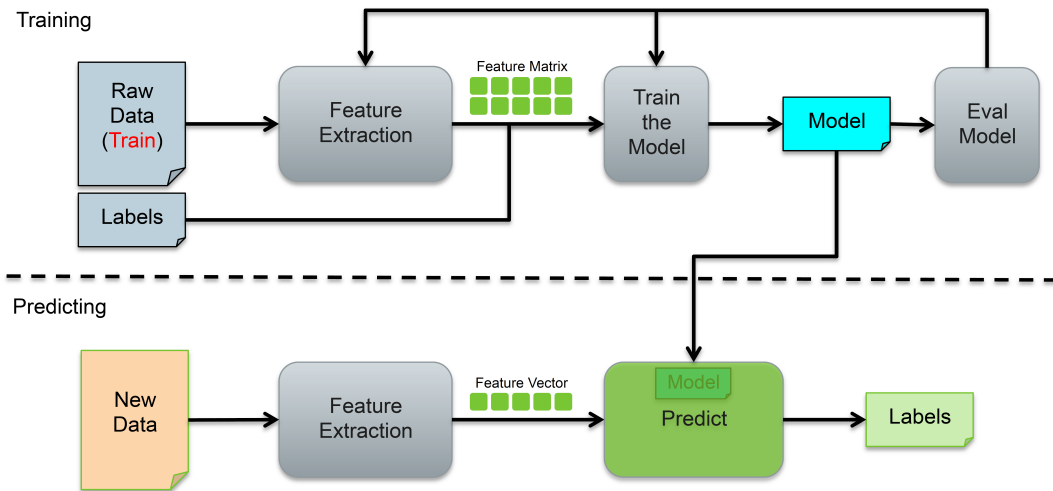 Training
Raw
Data
(Train)
Feature
Extraction
Feature Matrix
Train
the
Model
Model
Eval
Model
Labels
Predicting
New
Data
Feature
Extraction
Feature Vector
Model
Predict
Labels